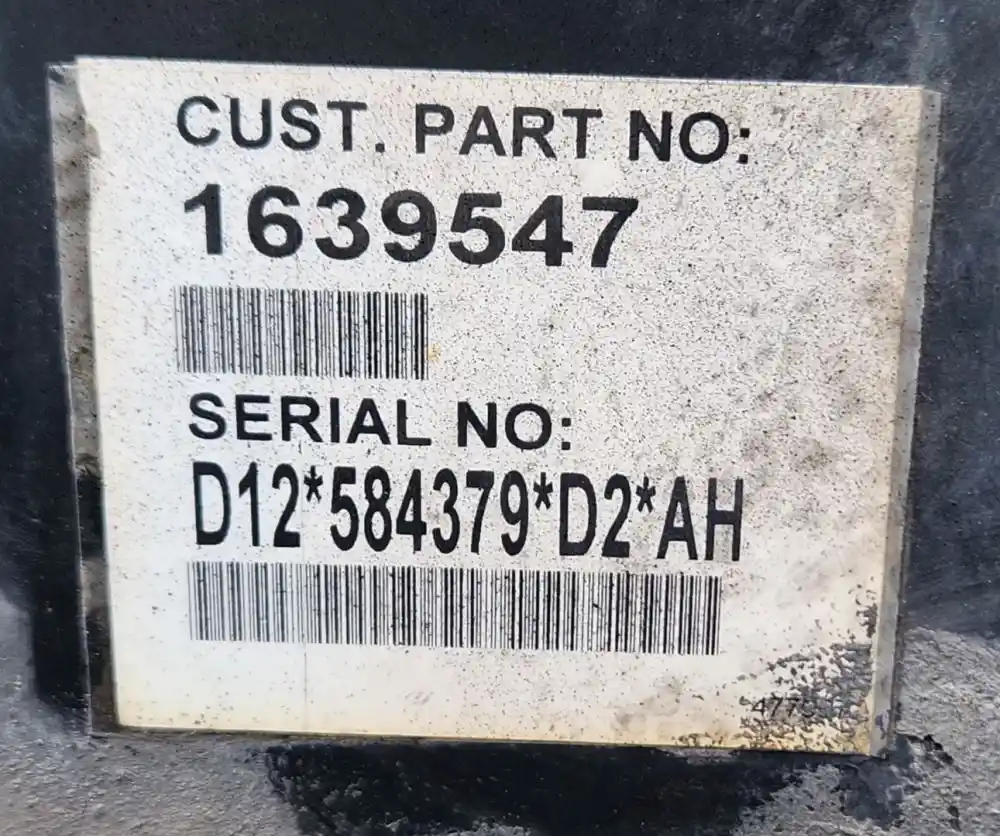 CUST. PART NO:
1639547
SERIAL NO:
D12*584379*D2*AH